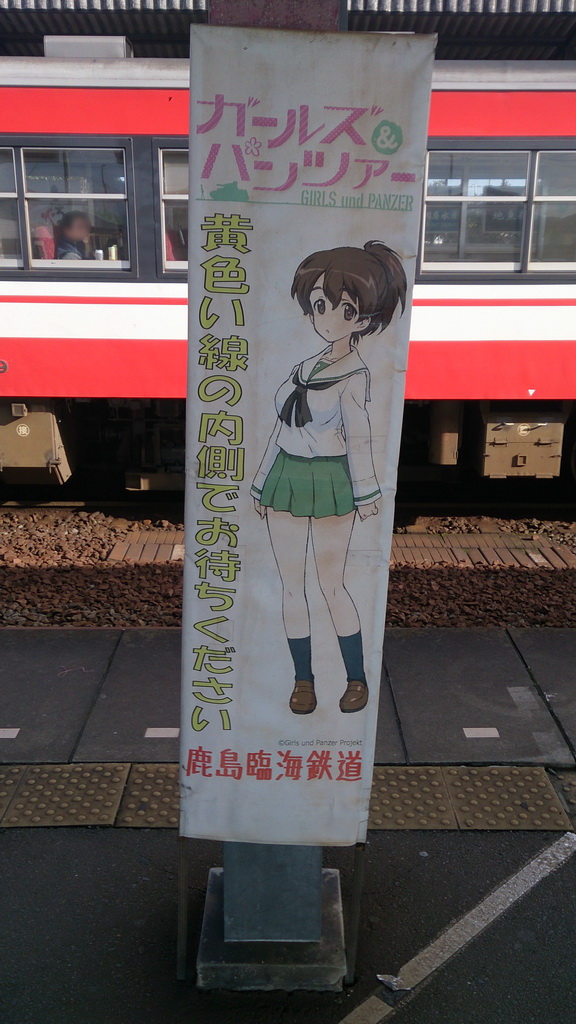 ガールズ&
パンツァー
GIRLS und PANZER
黄色い線の内側でお待ちください
©Girls und Panzer Projekt
鹿島臨海鉄道